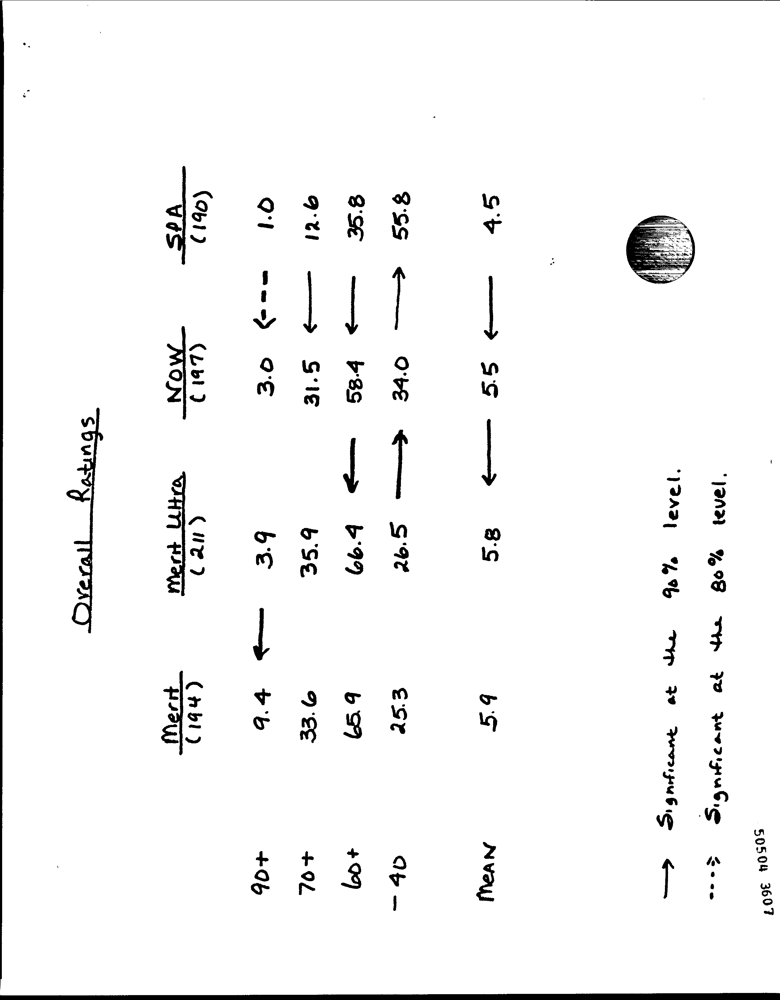 Overall Ratings
Merit Merit Ultra NOW SPA
(194) (211) (197) (190)
90+ 9.4 ← 3.9 3.0 <--- 1.0
70+ 33.6 35.9 31.5 ← 12.6
60+ 65.9 66.4 ← 58.4 ← 35.8
-40 25.3 26.5 → 34.0 → 55.8
MEAN 5.9 5.8 ← 5.5 ← 4.5
→ Significant at the 90% level.
---> Significant at the 80% level.
50504 3607